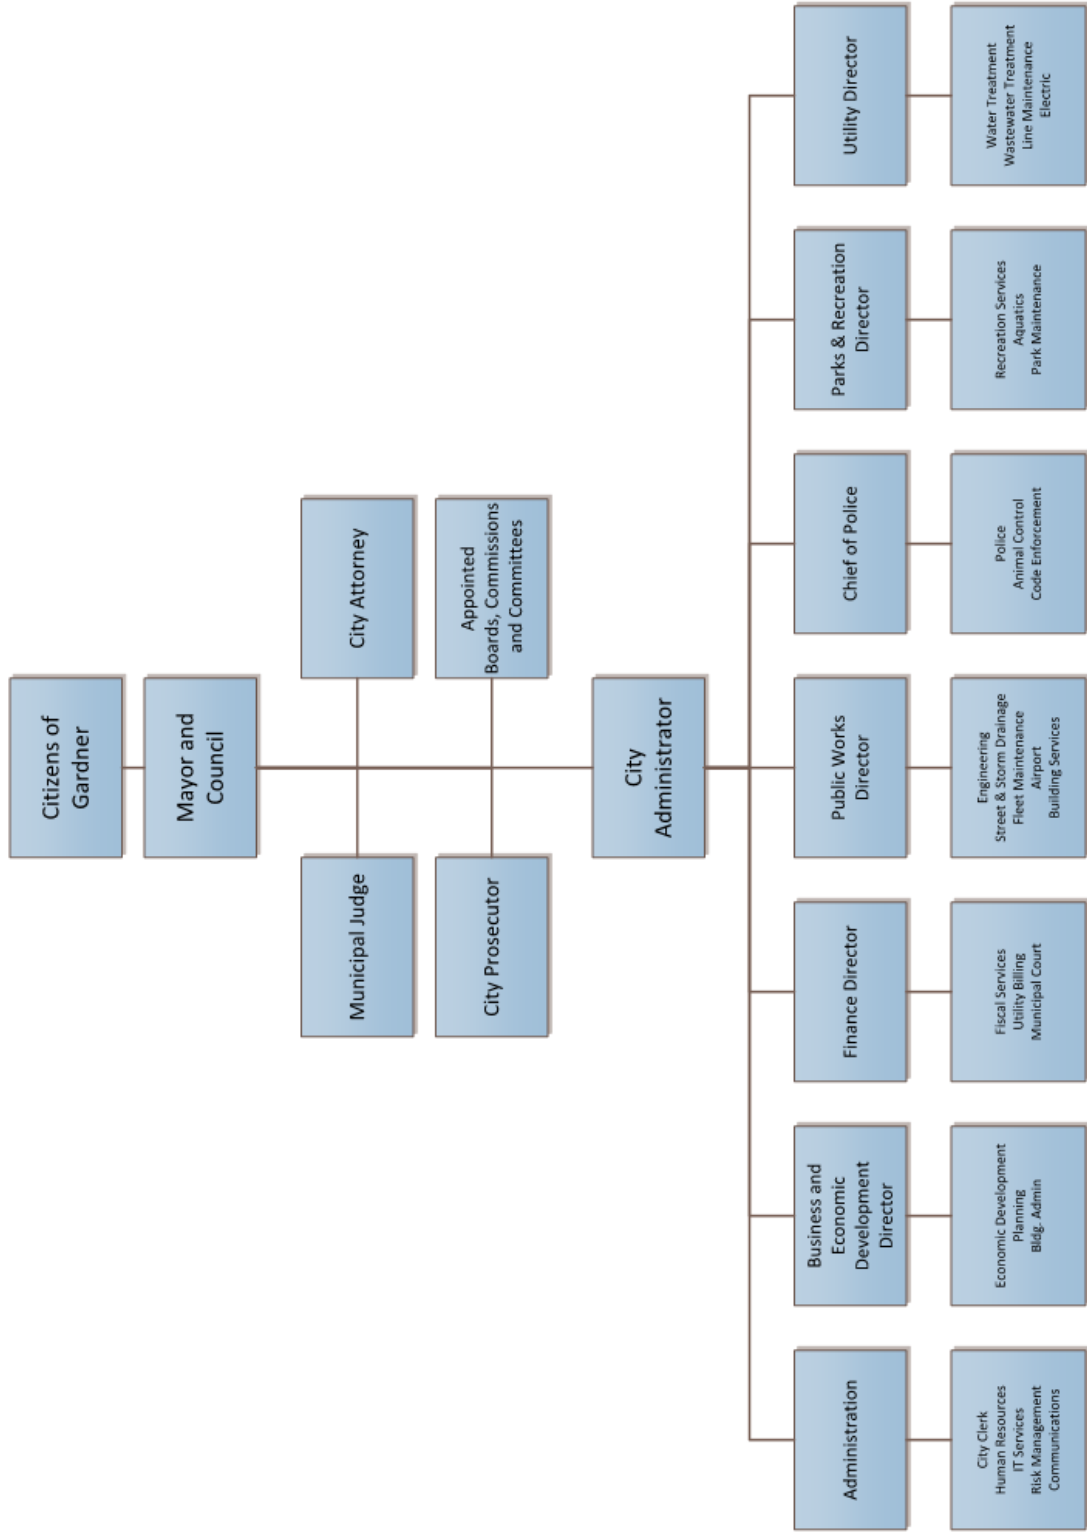 Citizens of
Gardner
Mayor and
Council
Municipal Judge
City Attorney
City Prosecutor
Appointed
Boards, Commissions
and Committees
City
Administrator
Administration
Business and
Economic
Development
Director
Finance Director
Public Works
Director
Chief of Police
Parks & Recreation
Director
Utility Director
City Clerk
Human Resources
IT Services
Risk Management
Communications
Economic Development
Planning
Bldg. Admin
Fiscal Services
Utility Billing
Municipal Court
Engineering
Street & Storm Drainage
Fleet Maintenance
Airport
Building Services
Police
Animal Control
Code Enforcement
Recreation Services
Aquatics
Park Maintenance
Water Treatment
Wastewater Treatment
Line Maintenance
Electric